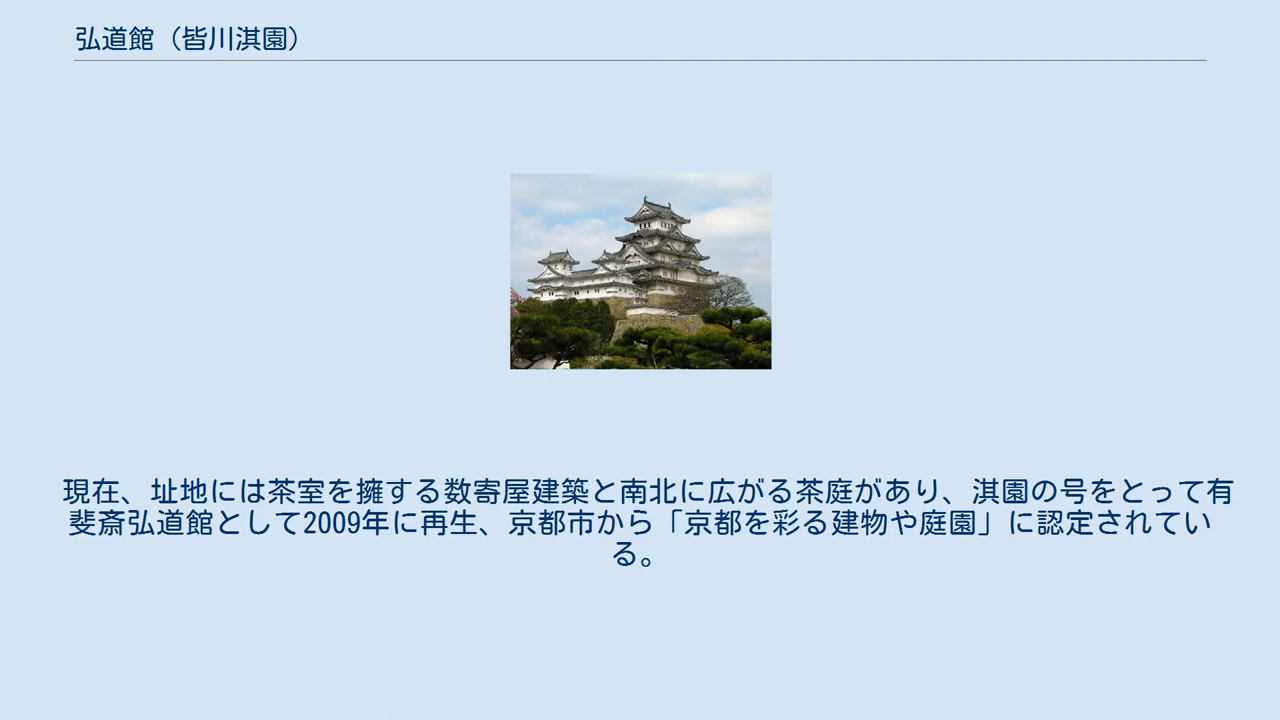 弘道館（皆川淇園）
現在、址地には茶室を擁する数寄屋建築と南北に広がる茶庭があり、淇園の号をとって有
斐斎弘道館として2009年に再生、京都市から「京都を彩る建物や庭園」に認定されてい
る。